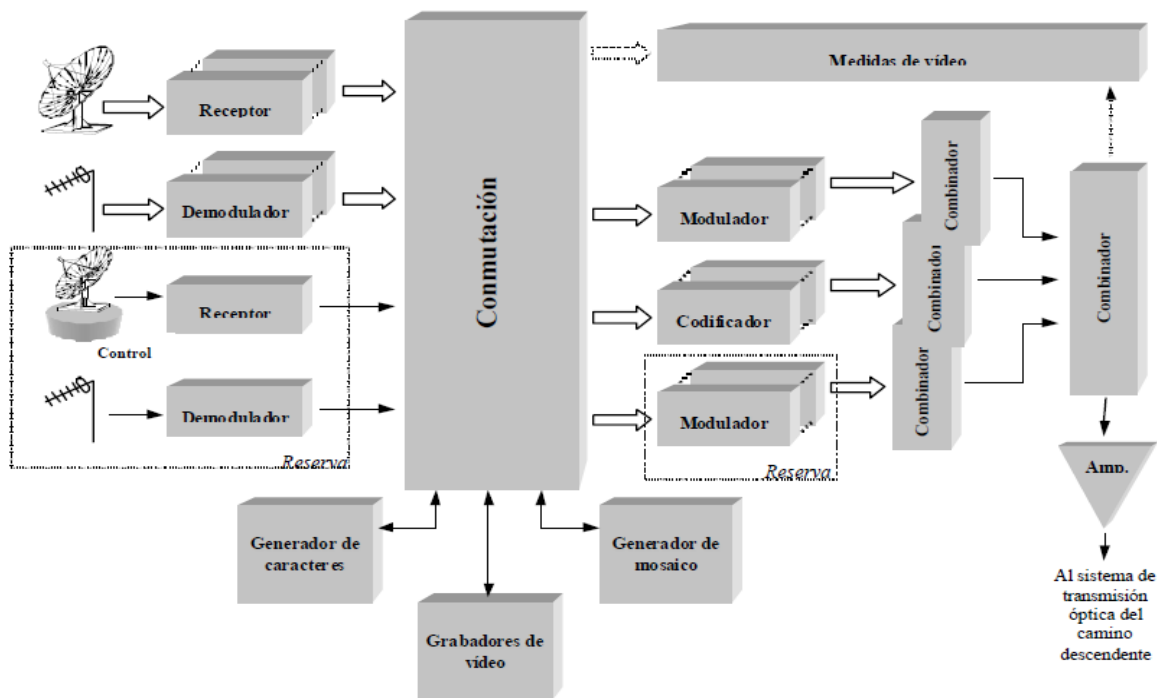 Medidas de vídeo
Receptor
Demodulador
Receptor
Control
Demodulador
Reserva
Conmutación
Modulador
Codificador
Modulador
Reserva
Combinador
Combinador
Combinador
Combinador
Amp.
Generador de
caracteres
Grabadores de
vídeo
Generador de
mosaico
Al sistema de
transmisión
óptica del
camino
descendente